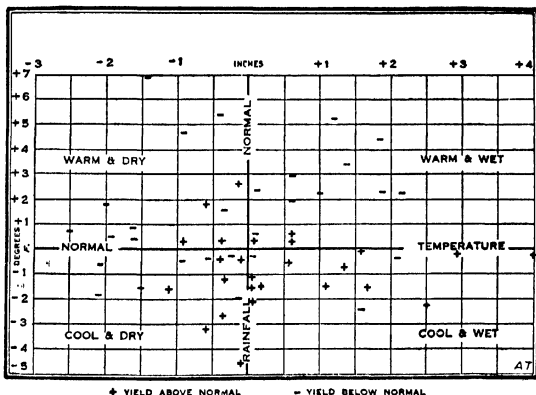 -3 -2 -1 INCHES +1 +2 +3 +4
+7
+6
+5
+4
+3
+2
+1
-1
-2
-3
-4
-5
DEGREES + F.
NORMAL
RAINFALL
WARM & DRY
WARM & WET
NORMAL
TEMPERATURE
COOL & DRY
COOL & WET
AT
+ YIELD ABOVE NORMAL - YIELD BELOW NORMAL